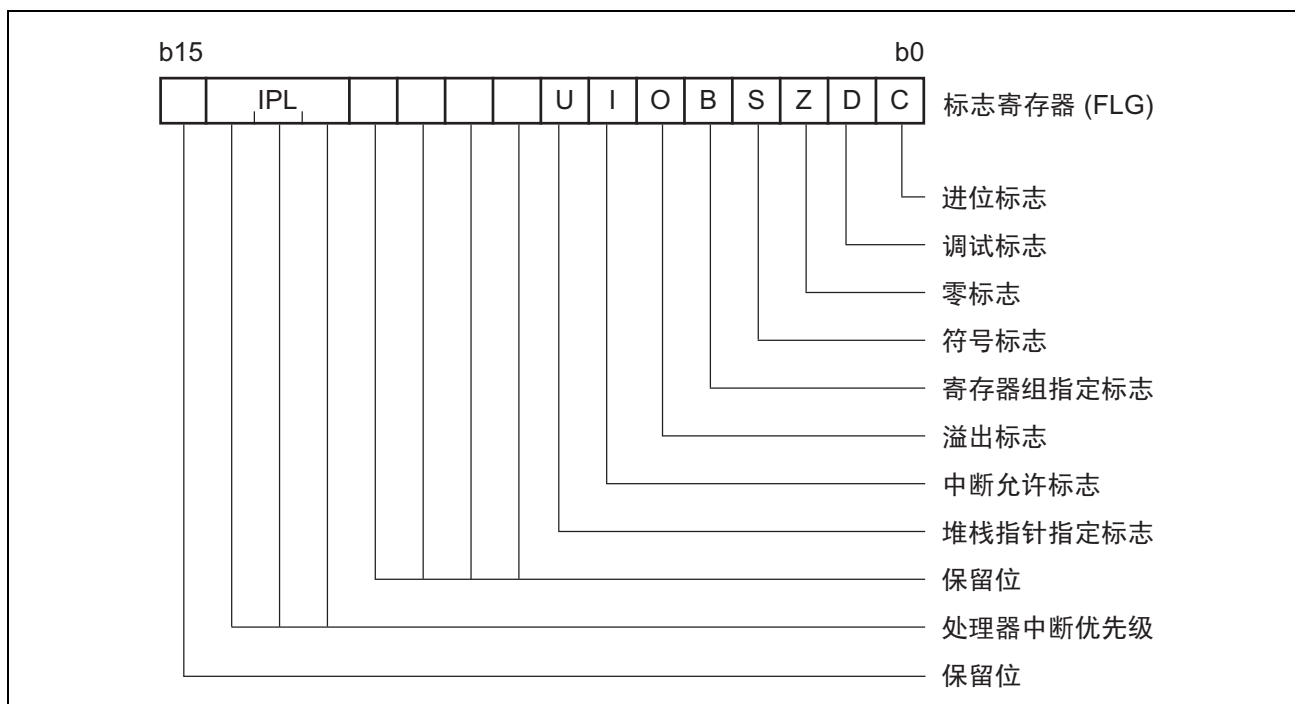 b15 b0
IPL U I O B S Z D C 标志寄存器 (FLG)
进位标志
调试标志
零标志
符号标志
寄存器组指定标志
溢出标志
中断允许标志
堆栈指针指定标志
保留位
处理器中断优先级
保留位